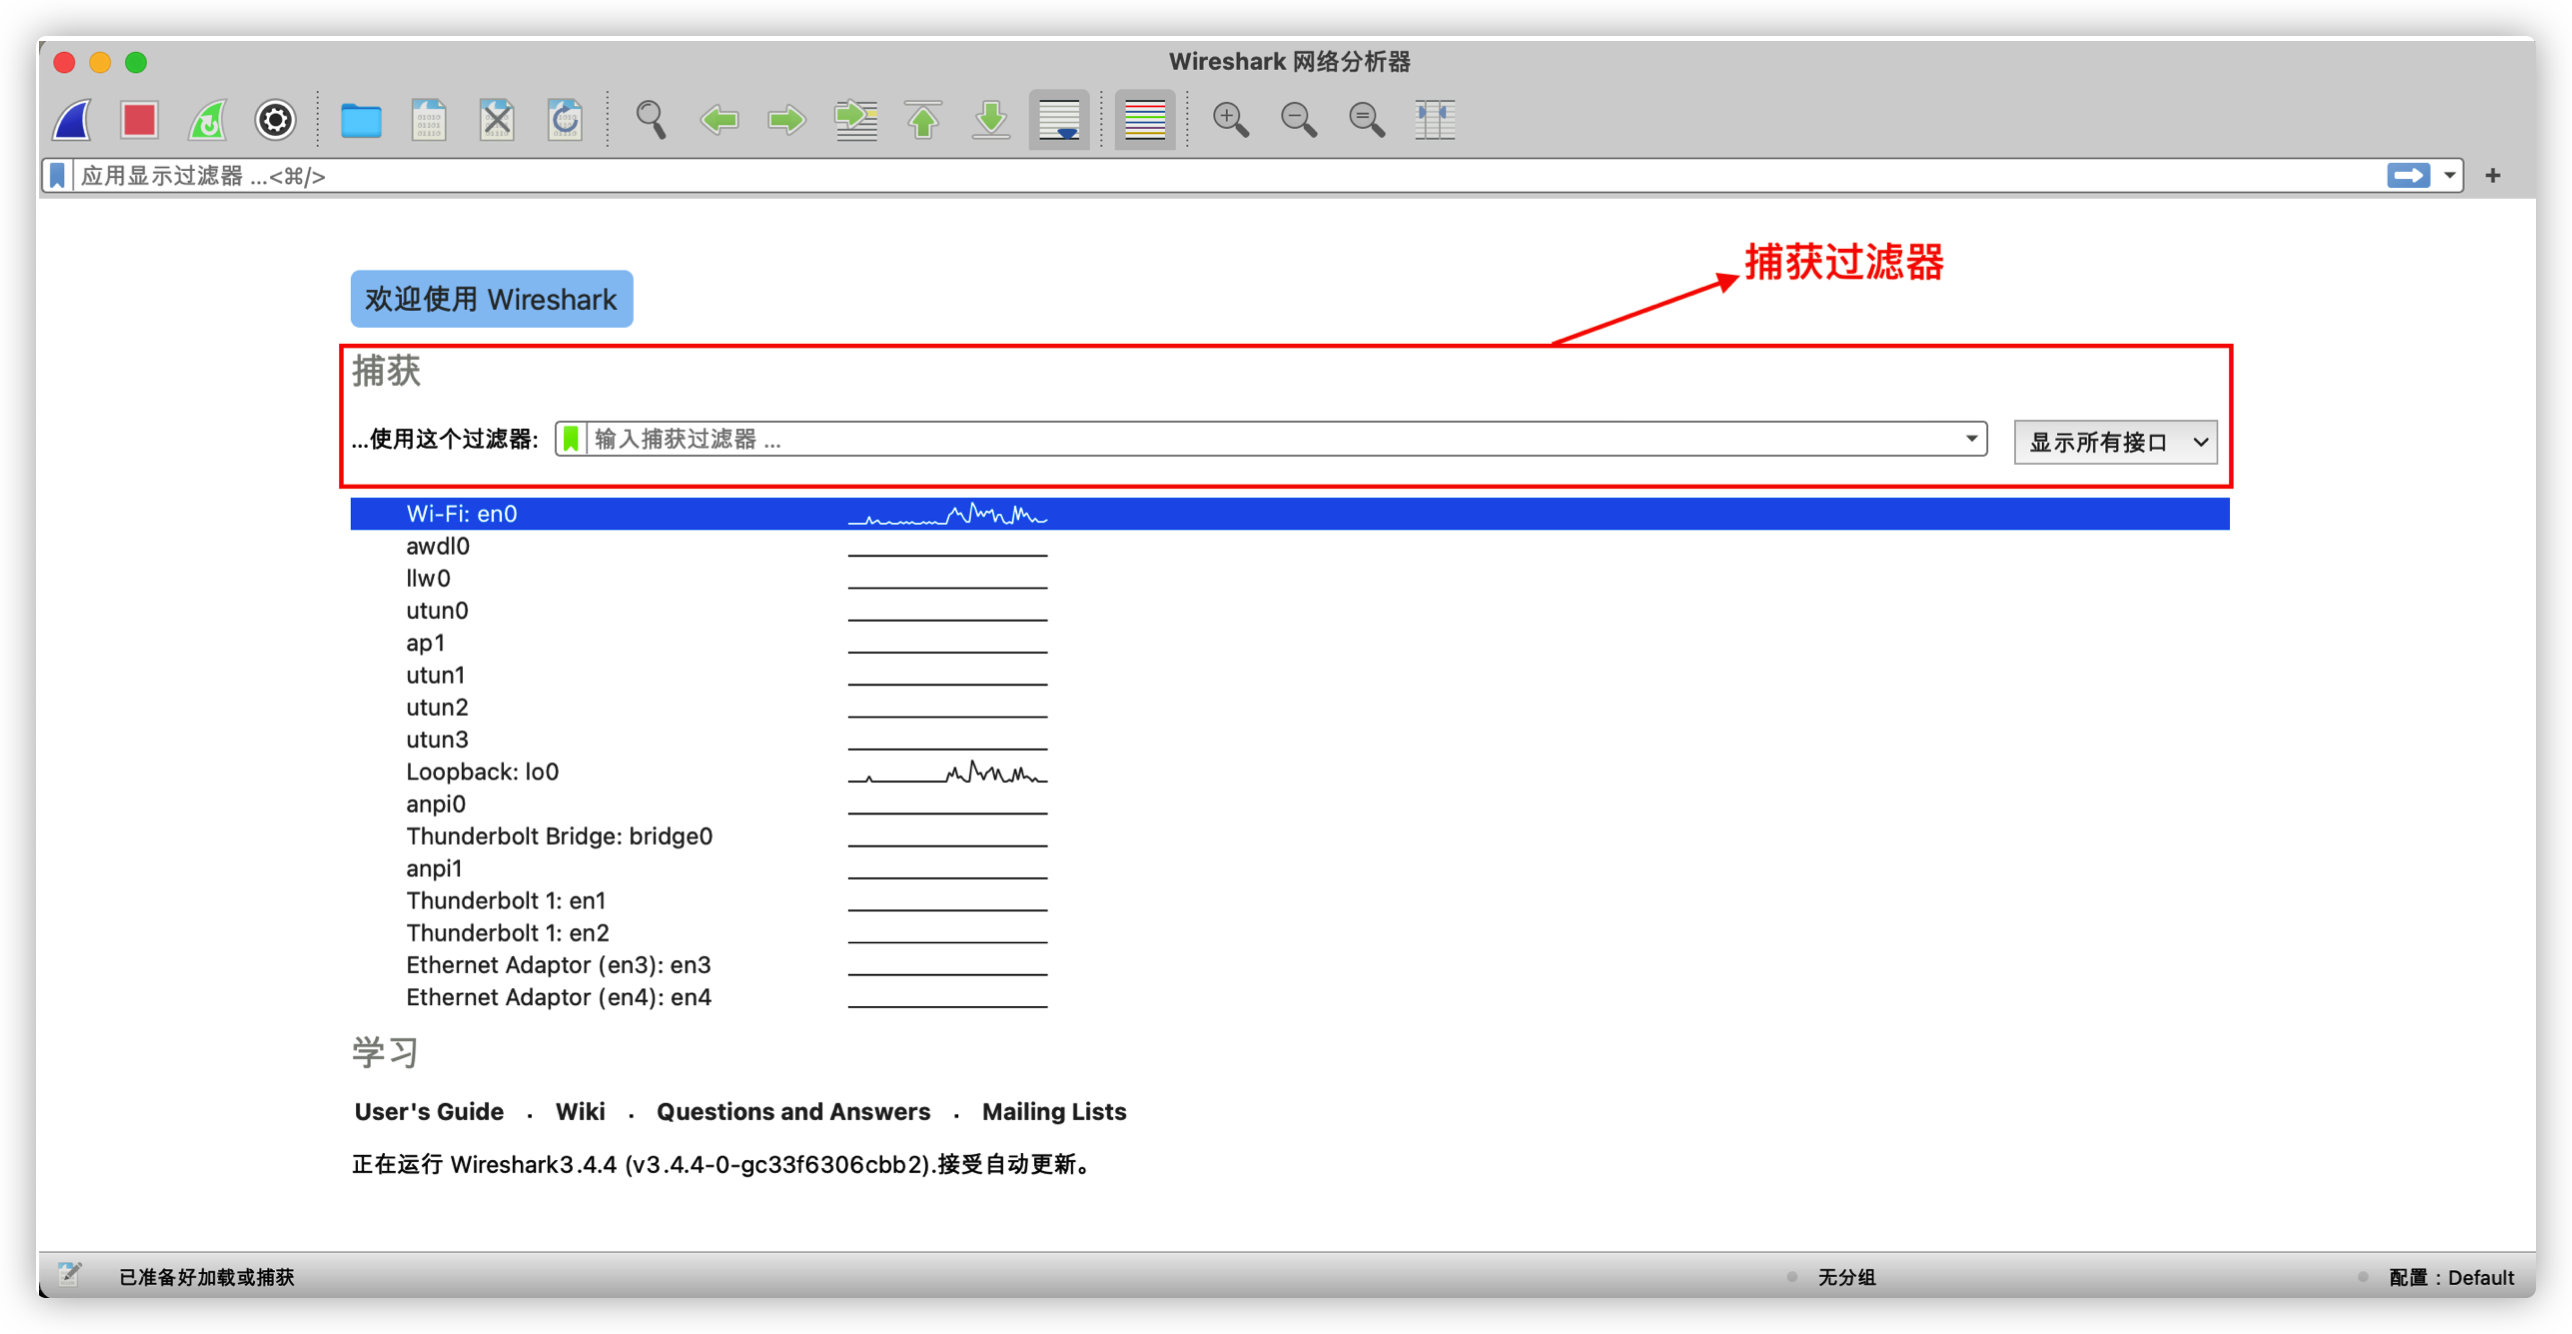 Wireshark 网络分析器
应用显示过滤器 ...<⌘/>
+
捕获过滤器
欢迎使用 Wireshark
捕获
...使用这个过滤器: 输入捕获过滤器 ... 显示所有接口
Wi-Fi: en0
awdl0
llw0
utun0
ap1
utun1
utun2
utun3
Loopback: lo0
anpi0
Thunderbolt Bridge: bridge0
anpi1
Thunderbolt 1: en1
Thunderbolt 1: en2
Ethernet Adaptor (en3): en3
Ethernet Adaptor (en4): en4
学习
User's Guide · Wiki · Questions and Answers · Mailing Lists
正在运行 Wireshark3.4.4 (v3.4.4-0-gc33f6306cbb2).接受自动更新。
已准备好加载或捕获 无分组 配置：Default